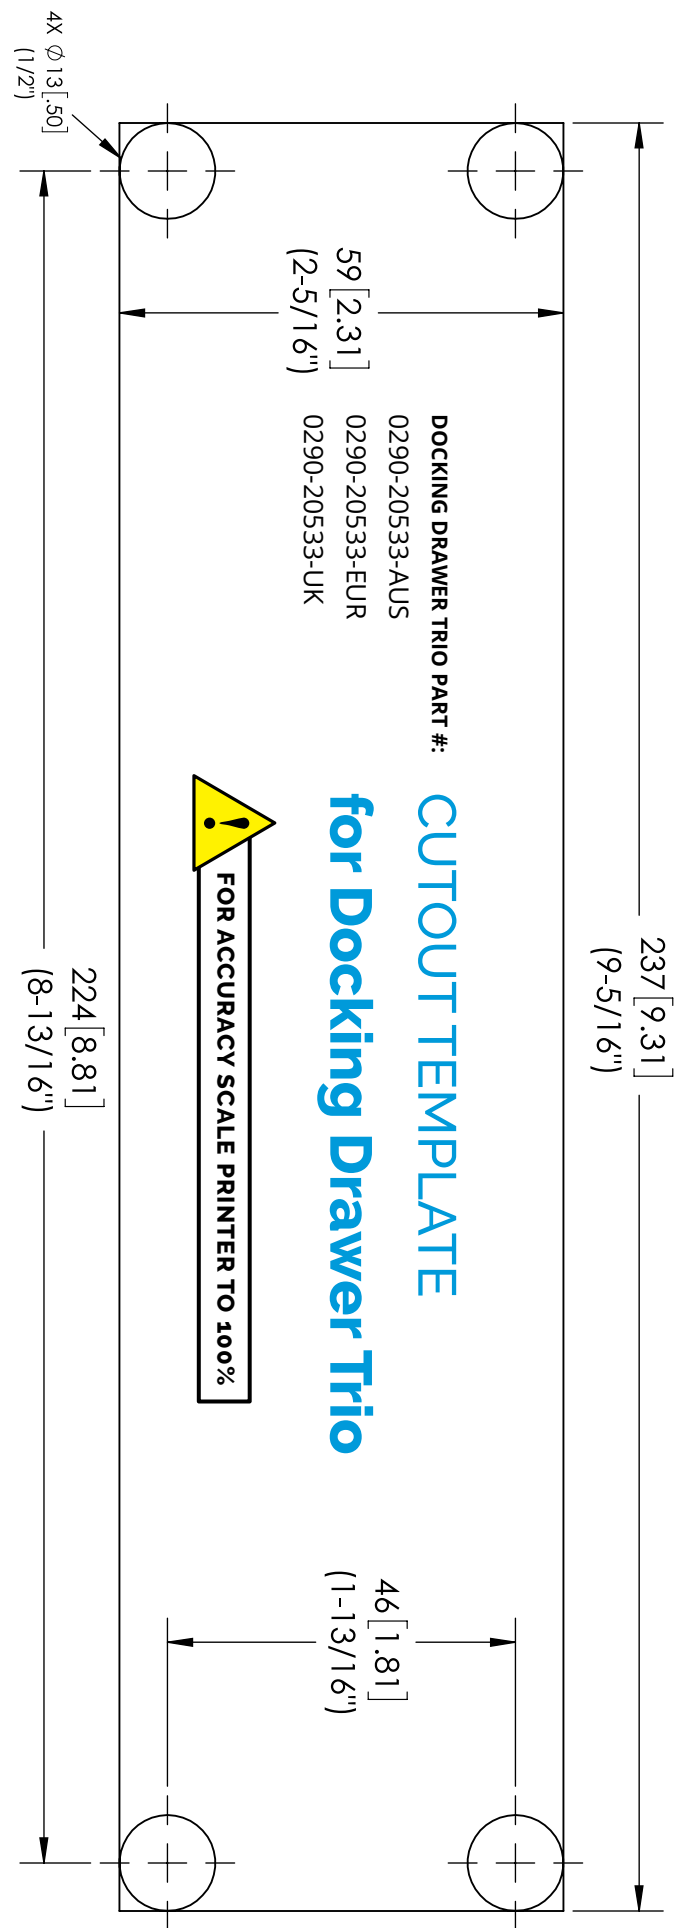 237[9.31]
(9-5/16")
CUTOUT TEMPLATE
for Docking Drawer Trio
DOCKING DRAWER TRIO PART #:
0290-20533-AUS
0290-20533-EUR
0290-20533-UK
59[2.31]
(2-5/16")
46[1.81]
(1-13/16")
!
FOR ACCURACY SCALE PRINTER TO 100%
224[8.81]
(8-13/16")
4X Ø13[.50]
(1/2")